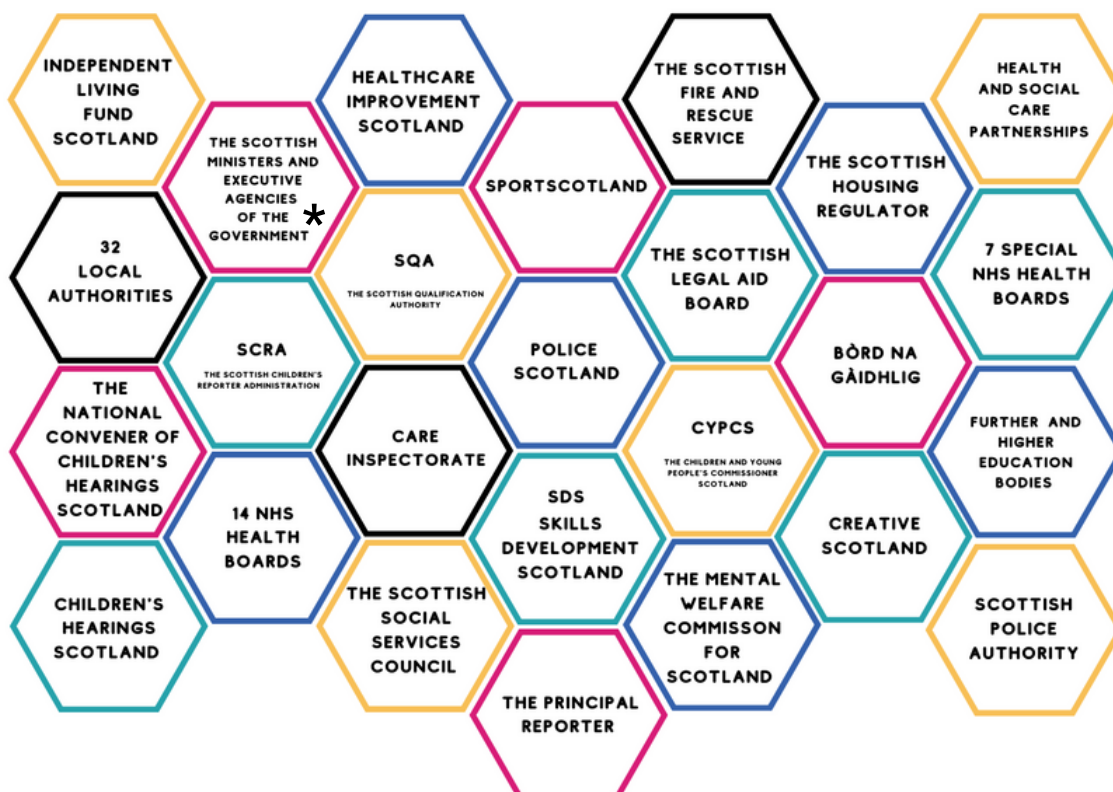 INDEPENDENT
LIVING
FUND
SCOTLAND
32
LOCAL
AUTHORITIES
THE
NATIONAL
CONVENER OF
CHILDREN'S
HEARINGS
SCOTLAND
CHILDREN'S
HEARINGS
SCOTLAND
THE SCOTTISH
MINISTERS AND
EXECUTIVE
AGENCIES
OF THE
GOVERNMENT *
SCRA
THE SCOTTISH CHILDREN'S
REPORTER ADMINISTRATION
14 NHS
HEALTH
BOARDS
HEALTHCARE
IMPROVEMENT
SCOTLAND
SQA
THE SCOTTISH QUALIFICATION
AUTHORITY
CARE
INSPECTORATE
THE SCOTTISH
SOCIAL
SERVICES
COUNCIL
SPORTSCOTLAND
POLICE
SCOTLAND
SDS
SKILLS
DEVELOPMENT
SCOTLAND
THE PRINCIPAL
REPORTER
THE SCOTTISH
FIRE AND
RESCUE
SERVICE
THE SCOTTISH
LEGAL AID
BOARD
CYPCS
THE CHILDREN AND YOUNG
PEOPLE'S COMMISSIONER
SCOTLAND
THE MENTAL
WELFARE
COMMISSON
FOR
SCOTLAND
THE SCOTTISH
HOUSING
REGULATOR
BÒRD NA
GÀIDHLIG
CREATIVE
SCOTLAND
HEALTH
AND SOCIAL
CARE
PARTNERSHIPS
7 SPECIAL
NHS HEALTH
BOARDS
FURTHER AND
HIGHER
EDUCATION
BODIES
SCOTTISH
POLICE
AUTHORITY